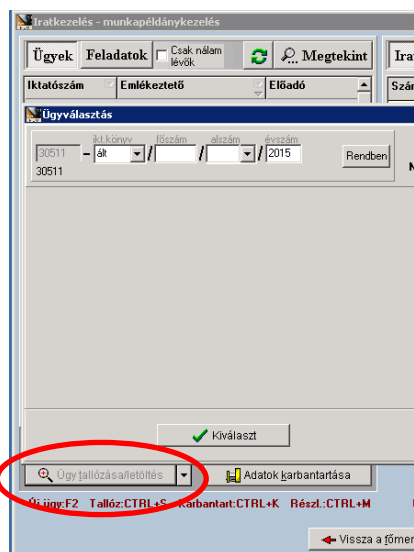 Iratkezelés - munkapéldánykezelés
Ügyek Feladatok Csak nálam lévők Megtekint
Iktatószám Emlékeztető Előadó
Ügyválasztás
ikt.könyv főszám alszám évszám
30511 - ált / / / 2015 Rendben
30511
Kiválaszt
Ügy tallózása/letöltés Adatok karbantartása
Új ügy:F2 Tallóz:CTRL+S Karbantart:CTRL+K Részl.:CTRL+M
Vissza a főmen